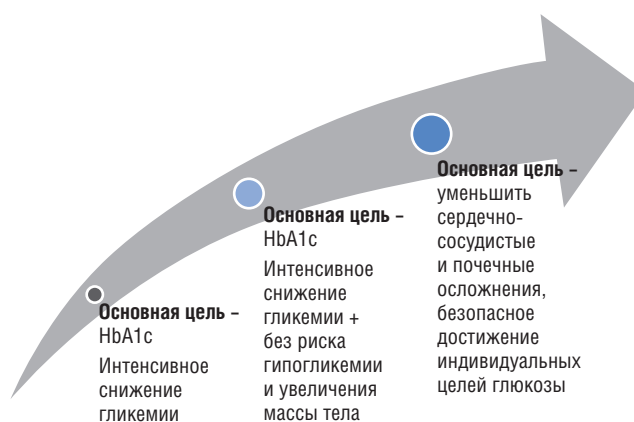 Основная цель –
HbA1c
Интенсивное
снижение
гликемии
Основная цель –
HbA1c
Интенсивное
снижение
гликемии +
без риска
гипогликемии
и увеличения
массы тела
Основная цель –
уменьшить
сердечно-
сосудистые
и почечные
осложнения,
безопасное
достижение
индивидуальных
целей глюкозы